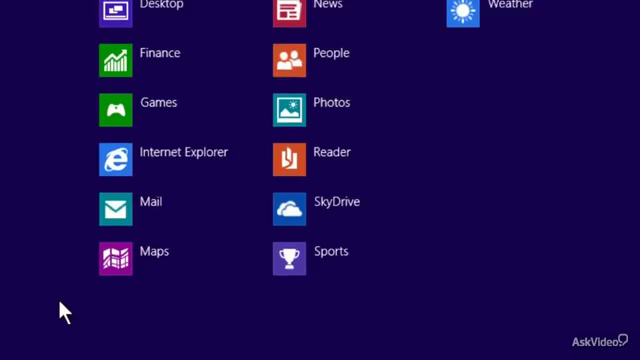 Desktop
Finance
Games
Internet Explorer
Mail
Maps
News
People
Photos
Reader
SkyDrive
Sports
Weather
AskVideo